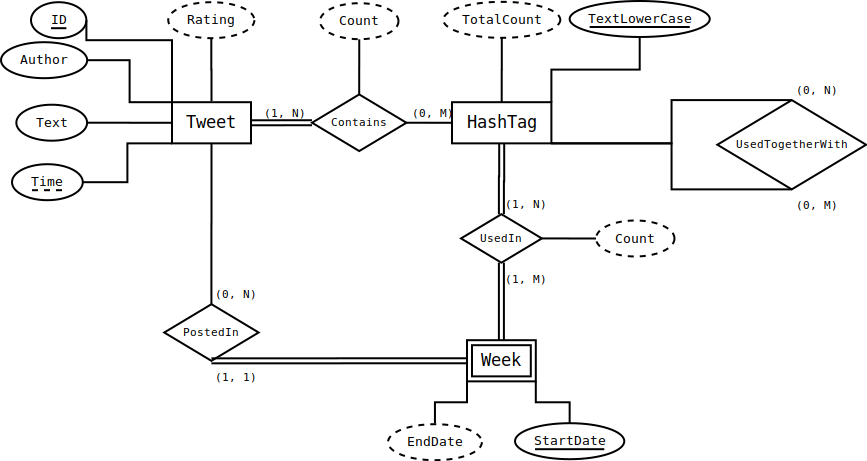 ID
Rating
Count
TotalCount
TextLowerCase
Author
(0, N)
(1, N)
(0, M)
Text
Tweet
Contains
HashTag
UsedTogetherWith
Time
(1, N)
(0, M)
UsedIn
Count
(1, M)
(0, N)
PostedIn
Week
(1, 1)
EndDate
StartDate